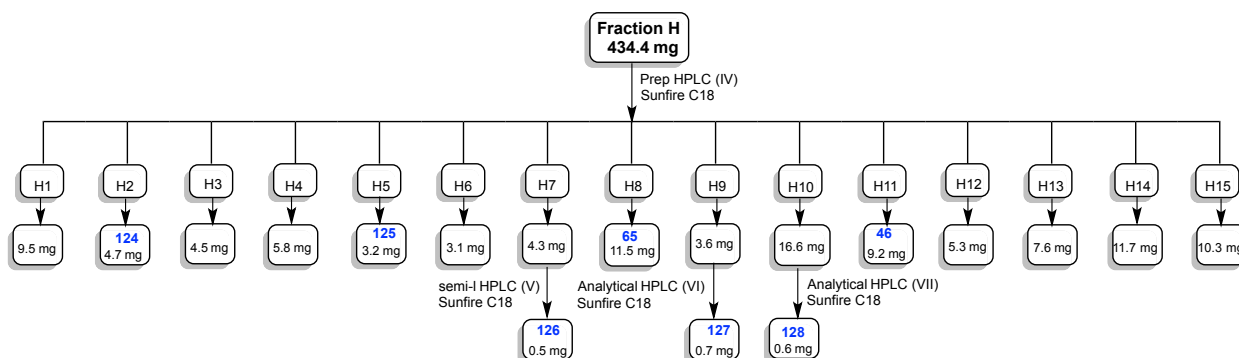 Fraction H
434.4 mg
Prep HPLC (IV)
Sunfire C18
H1
H2
H3
H4
H5
H6
H7
H8
H9
H10
H11
H12
H13
H14
H15
9.5 mg
124
4.7 mg
4.5 mg
5.8 mg
125
3.2 mg
3.1 mg
4.3 mg
65
11.5 mg
3.6 mg
16.6 mg
46
9.2 mg
5.3 mg
7.6 mg
11.7 mg
10.3 mg
semi-l HPLC (V)
Sunfire C18
Analytical HPLC (VI)
Sunfire C18
Analytical HPLC (VII)
Sunfire C18
126
0.5 mg
127
0.7 mg
128
0.6 mg